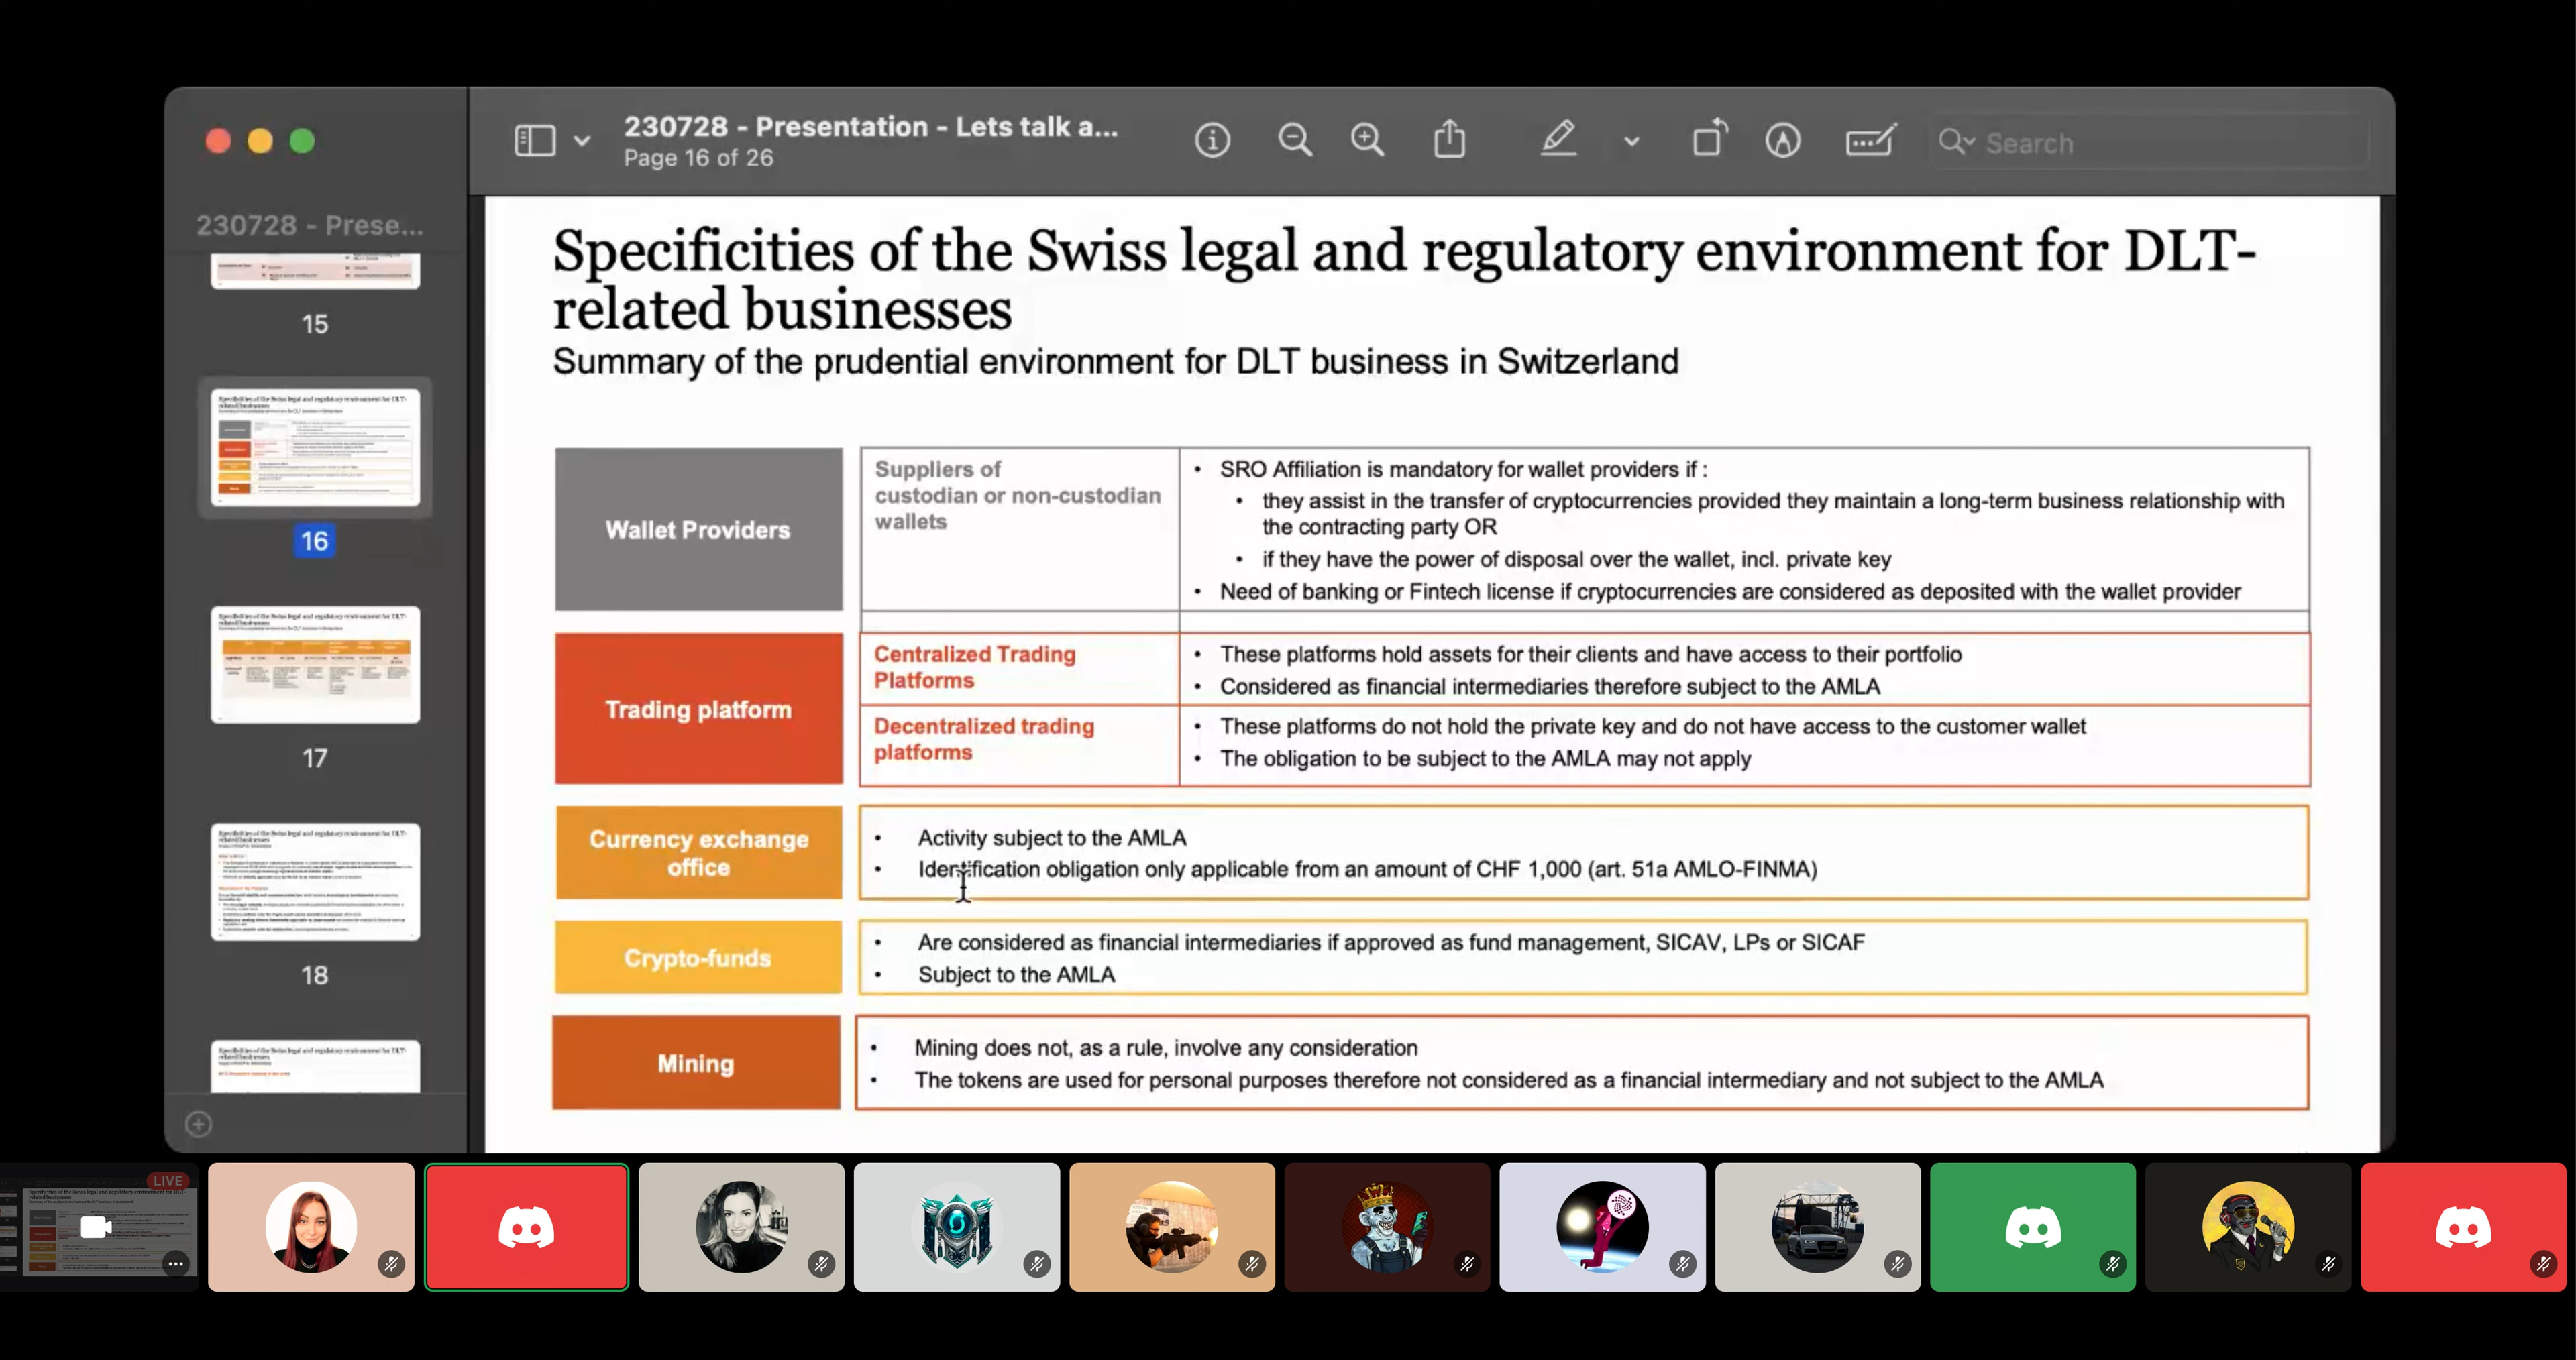 230728 - Presentation - Lets talk a...
Page 16 of 26
Search
230728 - Prese...
15
16
17
18
Specificities of the Swiss legal and regulatory environment for DLT-
related businesses
Summary of the prudential environment for DLT business in Switzerland
Wallet Providers
Suppliers of
custodian or non-custodian
wallets
• SRO Affiliation is mandatory for wallet providers if :
• they assist in the transfer of cryptocurrencies provided they maintain a long-term business relationship with
the contracting party OR
• if they have the power of disposal over the wallet, incl. private key
• Need of banking or Fintech license if cryptocurrencies are considered as deposited with the wallet provider
Trading platform
Centralized Trading
Platforms
• These platforms hold assets for their clients and have access to their portfolio
• Considered as financial intermediaries therefore subject to the AMLA
Decentralized trading
platforms
• These platforms do not hold the private key and do not have access to the customer wallet
• The obligation to be subject to the AMLA may not apply
Currency exchange
office
• Activity subject to the AMLA
• Identification obligation only applicable from an amount of CHF 1,000 (art. 51a AMLO-FINMA)
Crypto-funds
• Are considered as financial intermediaries if approved as fund management, SICAV, LPs or SICAF
• Subject to the AMLA
Mining
• Mining does not, as a rule, involve any consideration
• The tokens are used for personal purposes therefore not considered as a financial intermediary and not subject to the AMLA
LIVE